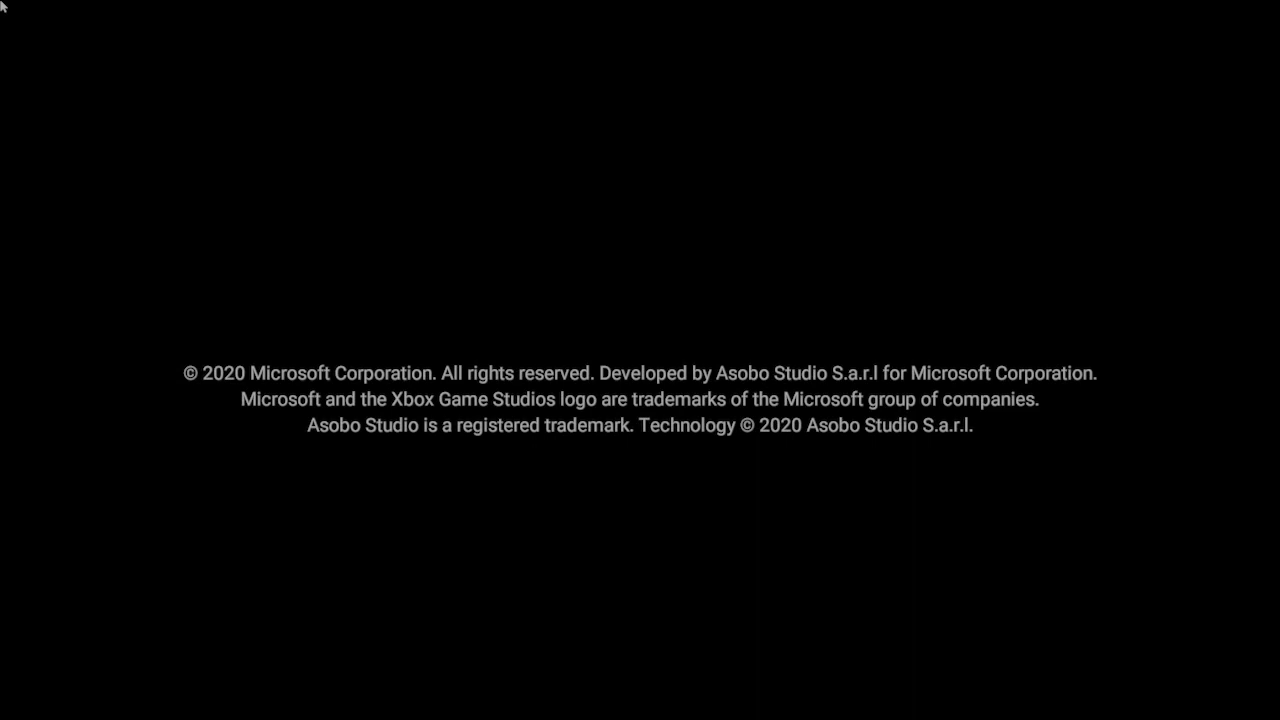 © 2020 Microsoft Corporation. All rights reserved. Developed by Asobo Studio S.a.r.l for Microsoft Corporation.
Microsoft and the Xbox Game Studios logo are trademarks of the Microsoft group of companies.
Asobo Studio is a registered trademark. Technology © 2020 Asobo Studio S.a.r.l.